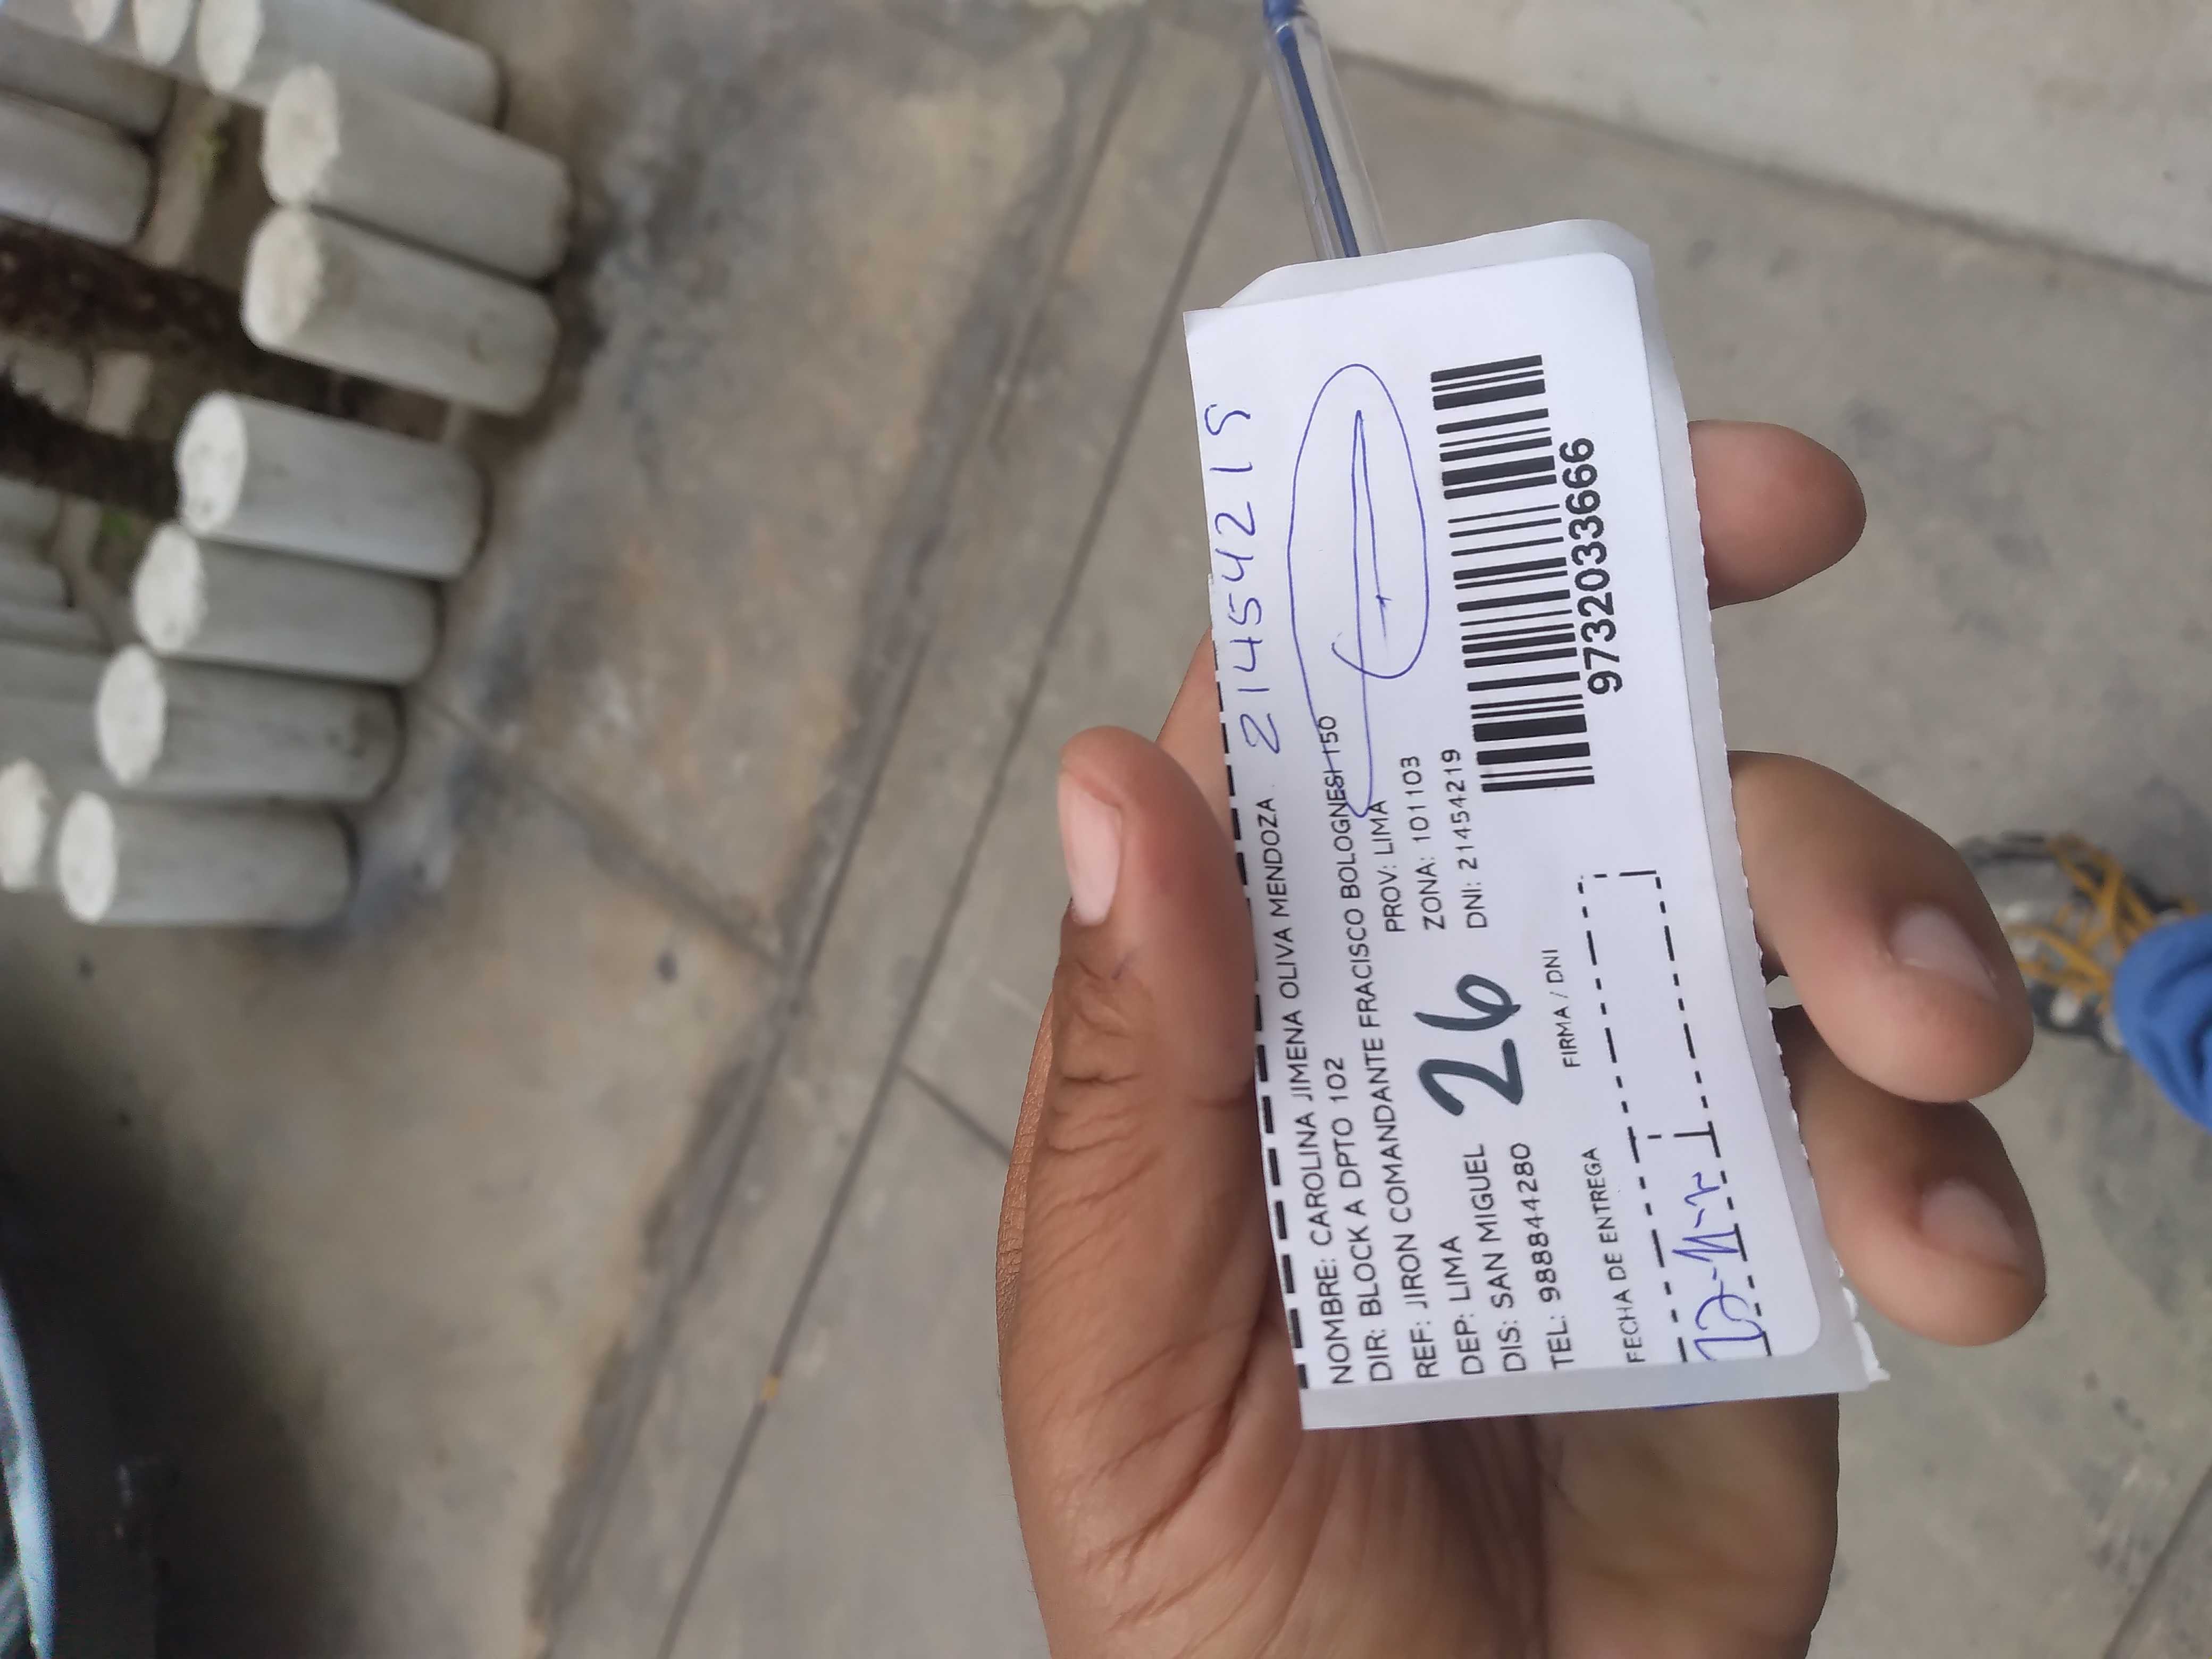 21454219
NOMBRE: CAROLINA JIMENA OLIVA MENDOZA.
DIR: BLOCK A DPTO 102
REF: JIRON COMANDANTE FRACISCO BOLOGNESI 150
DEP: LIMA PROV: LIMA
DIS: SAN MIGUEL ZONA: 101103
TEL: 988844280 DNI: 21454219
26
FECHA DE ENTREGA FIRMA / DNI
9732033666